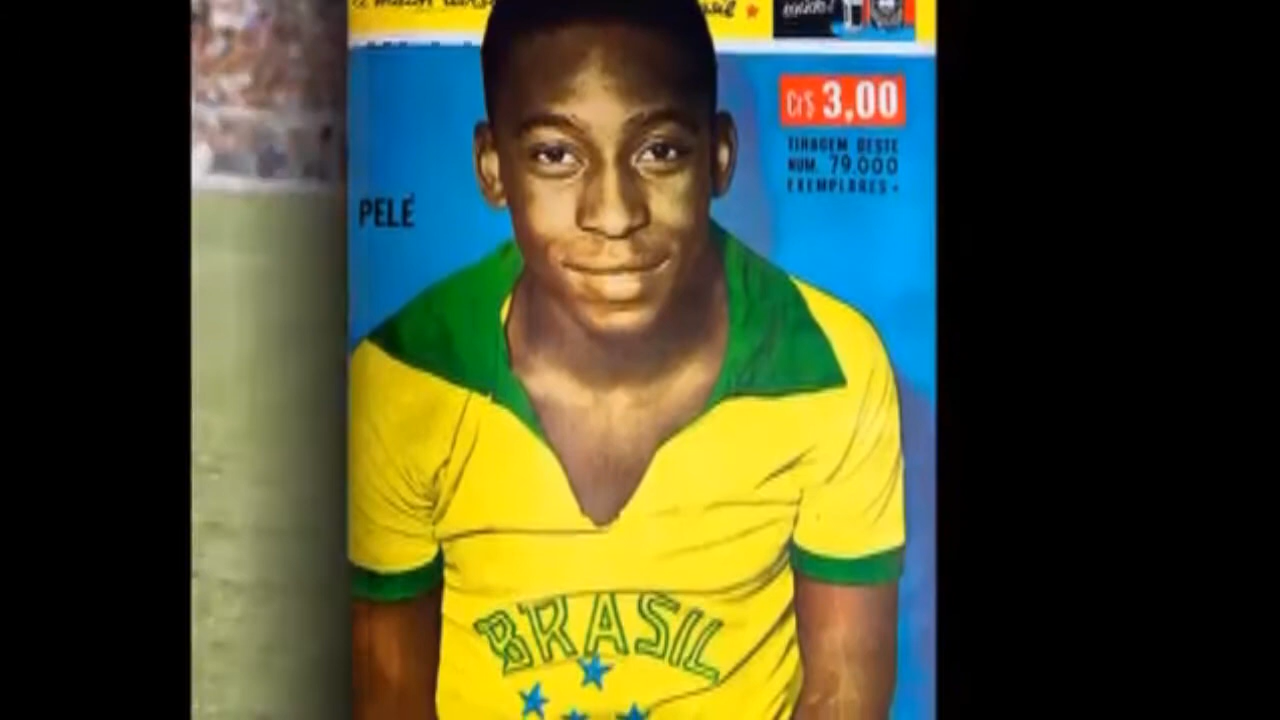 Cr$ 3,00
TIRAGEM DESTE
NUM. 79.000
EXEMPLARES
PELÉ
BRASIL